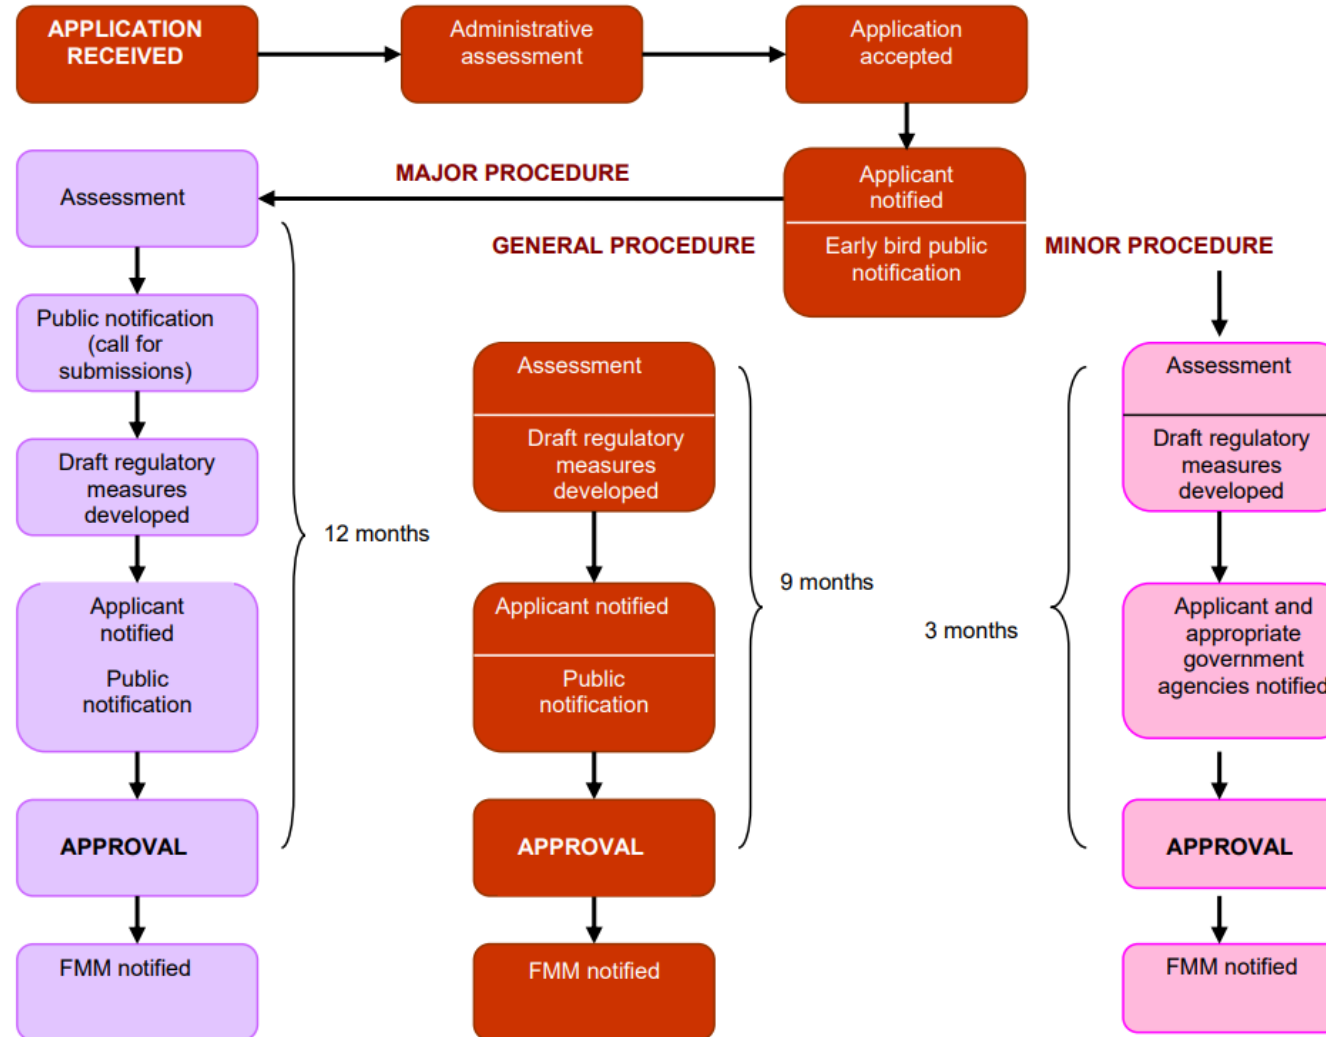 APPLICATION
RECEIVED
Administrative
assessment
Application
accepted
Applicant
notified
Early bird public
notification
MAJOR PROCEDURE
GENERAL PROCEDURE
MINOR PROCEDURE
Assessment
Public notification
(call for
submissions)
Draft regulatory
measures
developed
Applicant
notified
Public
notification
APPROVAL
FMM notified
12 months
Assessment
Draft regulatory
measures
developed
Applicant notified
Public
notification
APPROVAL
FMM notified
9 months
3 months
Assessment
Draft regulatory
measures
developed
Applicant and
appropriate
government
agencies notified
APPROVAL
FMM notified